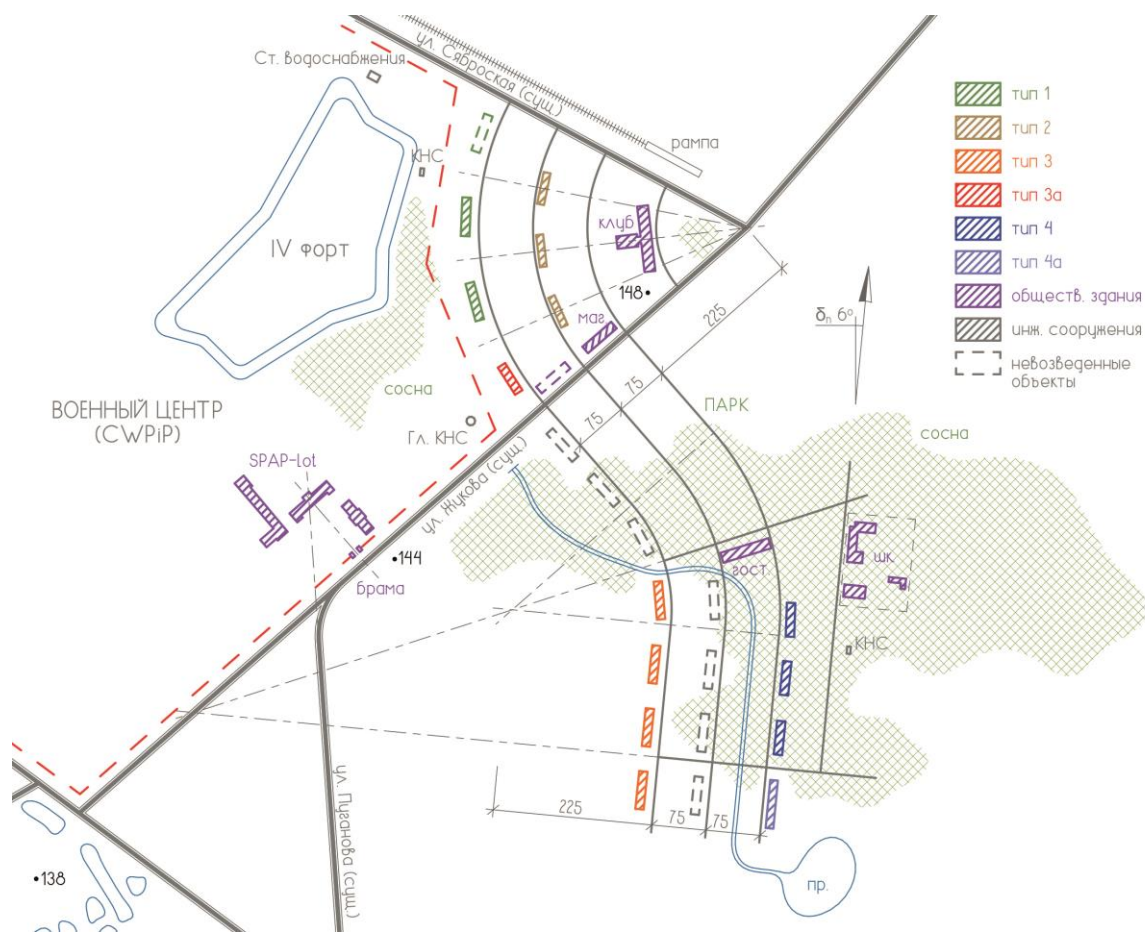 ул. Сяброская (сущ.)
Ст. водоснабжения
рампа
КНС
IV форт
клуб
148
маг
225
75
75
сосна
ВОЕННЫЙ ЦЕНТР
(CWPiP)
Гл. КНС
ул. Жукова (сущ.)
SPAP-Lot
144
брама
ПАРК
сосна
гост.
шк
КНС
225
75
75
ул. Пуганова (сущ.)
138
пр.
δп 6°
тип 1
тип 2
тип 3
тип 3а
тип 4
тип 4а
обществ. здания
инж. сооружения
невозведенные
объекты